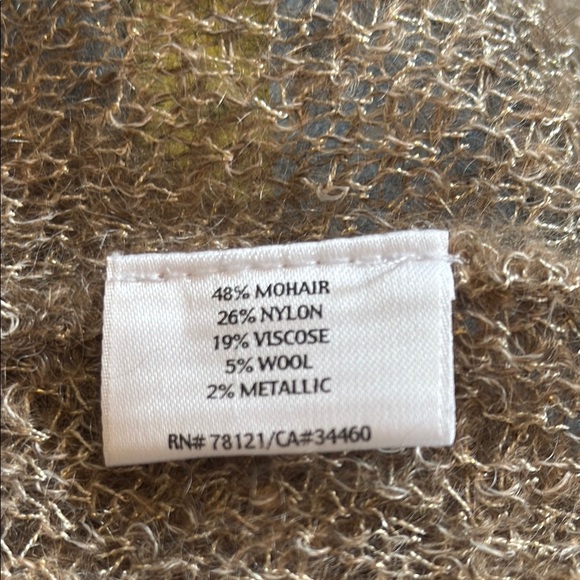 48% MOHAIR
26% NYLON
19% VISCOSE
5% WOOL
2% METALLIC
RN# 78121/CA#34460